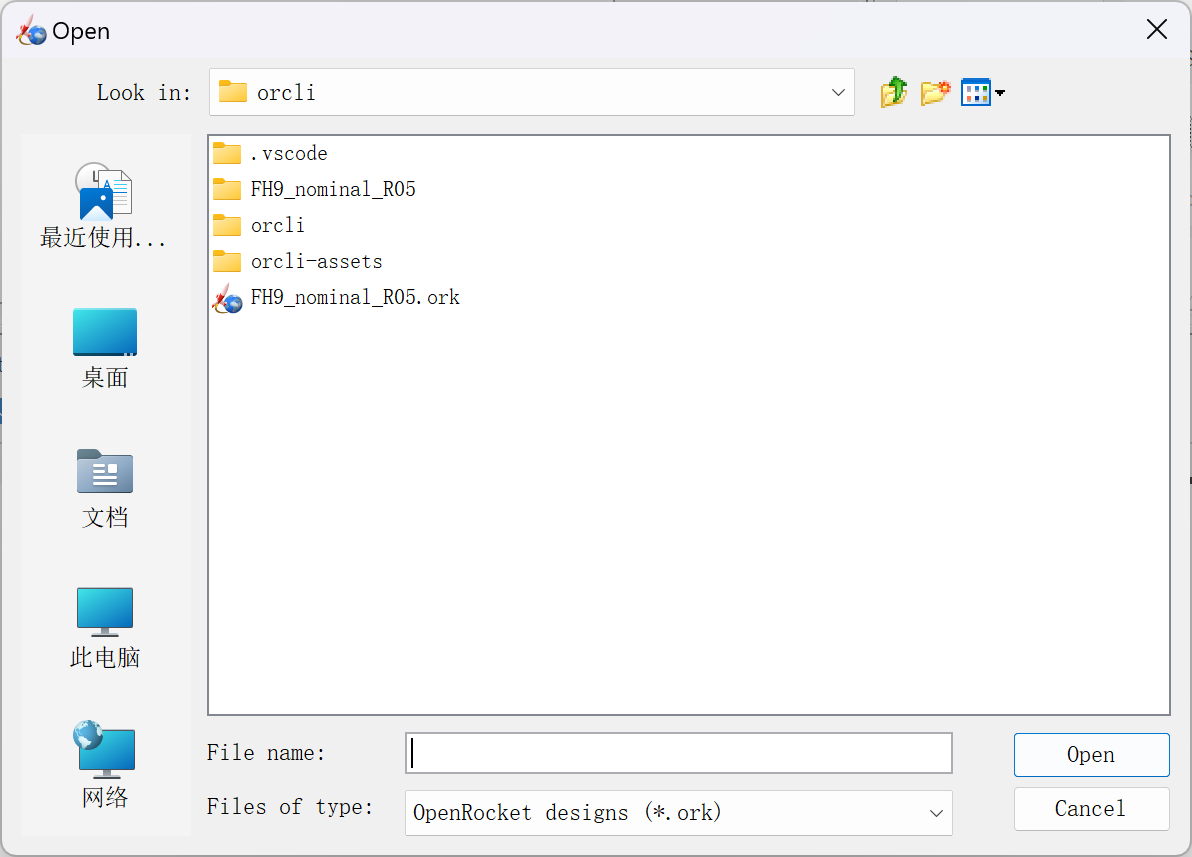 Open
Look in:
orcli
.vscode
FH9_nominal_R05
orcli
orcli-assets
FH9_nominal_R05.ork
最近使用...
桌面
文档
此电脑
网络
File name:
Open
Files of type:
OpenRocket designs (*.ork)
Cancel